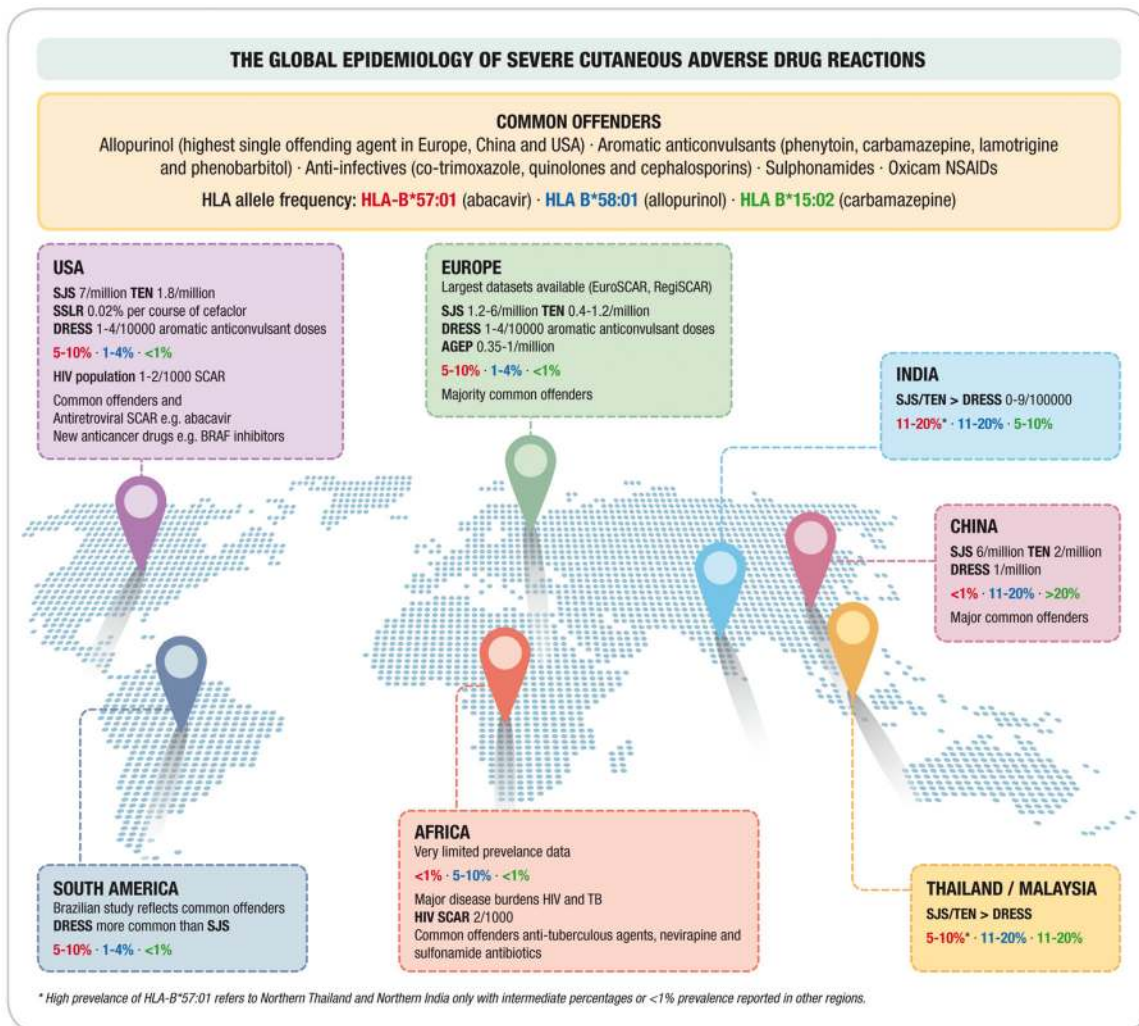 THE GLOBAL EPIDEMIOLOGY OF SEVERE CUTANEOUS ADVERSE DRUG REACTIONS
COMMON OFFENDERS
Allopurinol (highest single offending agent in Europe, China and USA) · Aromatic anticonvulsants (phenytoin, carbamazepine, lamotrigine
and phenobarbitol) · Anti-infectives (co-trimoxazole, quinolones and cephalosporins) · Sulphonamides · Oxicam NSAIDs
HLA allele frequency: HLA-B*57:01 (abacavir) · HLA B*58:01 (allopurinol) · HLA B*15:02 (carbamazepine)
USA
SJS 7/million TEN 1.8/million
SSLR 0.02% per course of cefaclor
DRESS 1-4/10000 aromatic anticonvulsant doses
5-10% · 1-4% · <1%
HIV population 1-2/1000 SCAR
Common offenders and
Antiretroviral SCAR e.g. abacavir
New anticancer drugs e.g. BRAF inhibitors
EUROPE
Largest datasets available (EuroSCAR, RegiSCAR)
SJS 1.2-6/million TEN 0.4-1.2/million
DRESS 1-4/10000 aromatic anticonvulsant doses
AGEP 0.35-1/million
5-10% · 1-4% · <1%
Majority common offenders
INDIA
SJS/TEN > DRESS 0-9/100000
11-20%* · 11-20% · 5-10%
CHINA
SJS 6/million TEN 2/million
DRESS 1/million
<1% · 11-20% · >20%
Major common offenders
SOUTH AMERICA
Brazilian study reflects common offenders
DRESS more common than SJS
5-10% · 1-4% · <1%
AFRICA
Very limited prevelance data
<1% · 5-10% · <1%
Major disease burdens HIV and TB
HIV SCAR 2/1000
Common offenders anti-tuberculous agents, nevirapine and
sulfonamide antibiotics
THAILAND / MALAYSIA
SJS/TEN > DRESS
5-10%* · 11-20% · 11-20%
* High prevelance of HLA-B*57:01 refers to Northern Thailand and Northern India only with intermediate percentages or <1% prevalence reported in other regions.